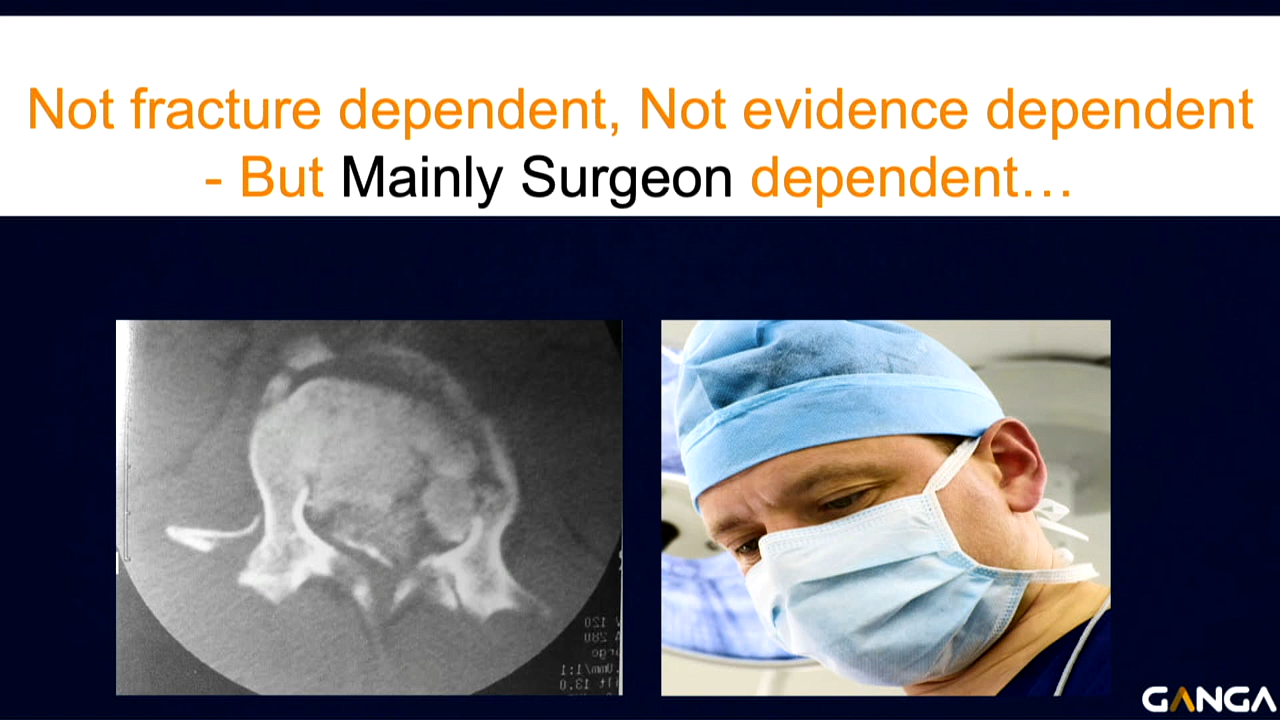 Not fracture dependent, Not evidence dependent
- But Mainly Surgeon dependent…
GANGA